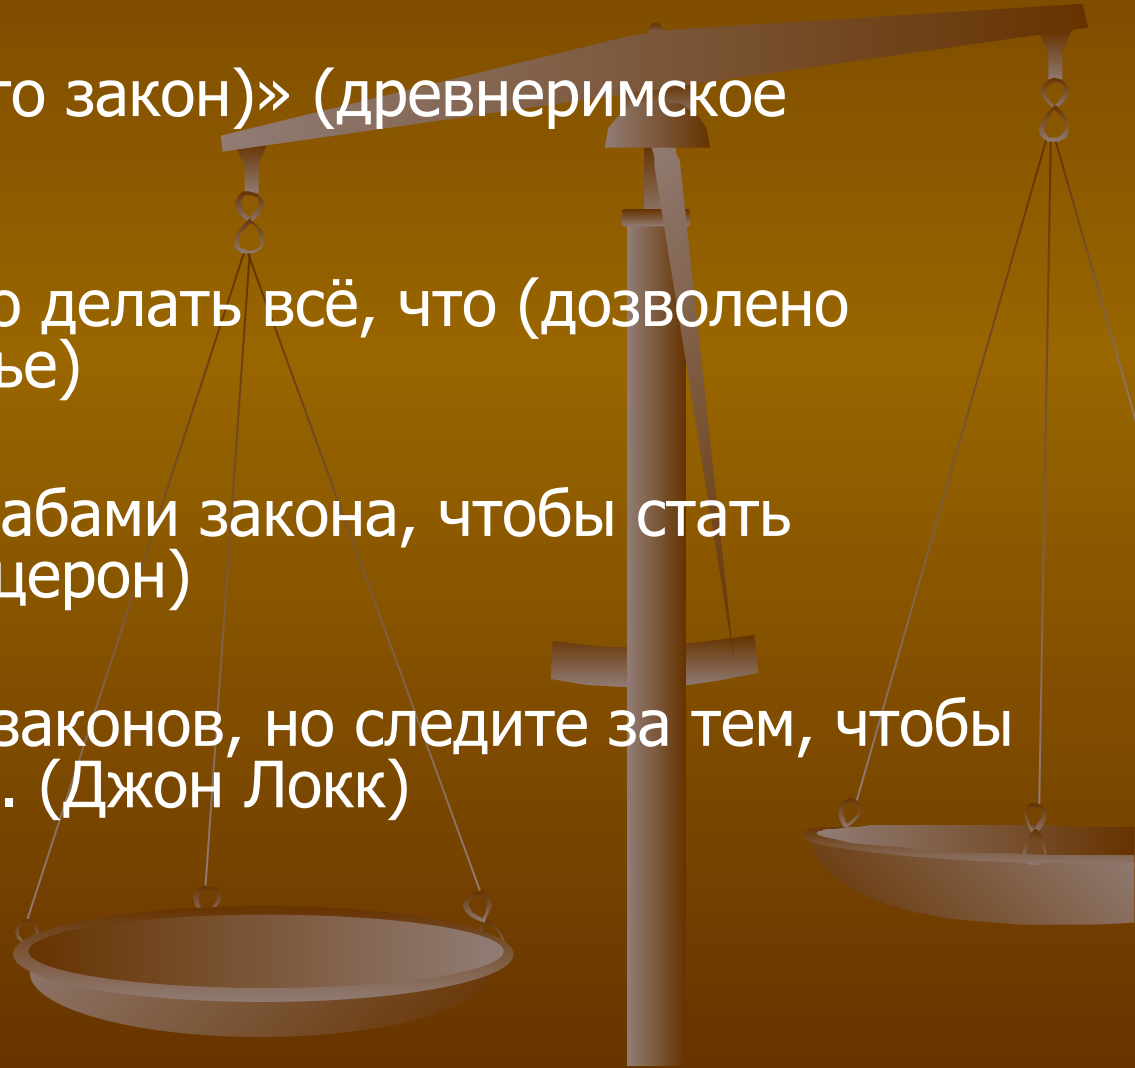 то закон)» (древнеримское
о делать всё, что (дозволено
ье)
абами закона, чтобы стать
церон)
законов, но следите за тем, чтобы
. (Джон Локк)